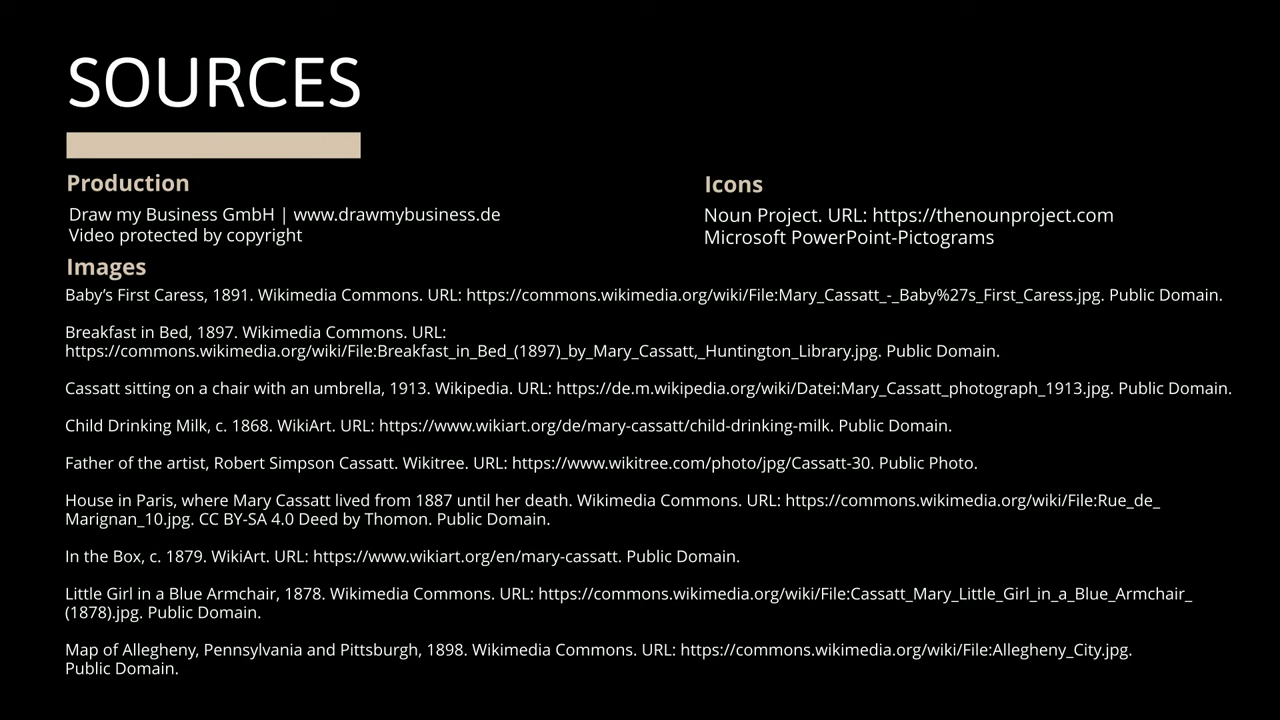 SOURCES
Production
Draw my Business GmbH | www.drawmybusiness.de
Video protected by copyright
Icons
Noun Project. URL: https://thenounproject.com
Microsoft PowerPoint-Pictograms
Images
Baby’s First Caress, 1891. Wikimedia Commons. URL: https://commons.wikimedia.org/wiki/File:Mary_Cassatt_-_Baby%27s_First_Caress.jpg. Public Domain.
Breakfast in Bed, 1897. Wikimedia Commons. URL:
https://commons.wikimedia.org/wiki/File:Breakfast_in_Bed_(1897)_by_Mary_Cassatt,_Huntington_Library.jpg. Public Domain.
Cassatt sitting on a chair with an umbrella, 1913. Wikipedia. URL: https://de.m.wikipedia.org/wiki/Datei:Mary_Cassatt_photograph_1913.jpg. Public Domain.
Child Drinking Milk, c. 1868. WikiArt. URL: https://www.wikiart.org/de/mary-cassatt/child-drinking-milk. Public Domain.
Father of the artist, Robert Simpson Cassatt. Wikitree. URL: https://www.wikitree.com/photo/jpg/Cassatt-30. Public Photo.
House in Paris, where Mary Cassatt lived from 1887 until her death. Wikimedia Commons. URL: https://commons.wikimedia.org/wiki/File:Rue_de_
Marignan_10.jpg. CC BY-SA 4.0 Deed by Thomon. Public Domain.
In the Box, c. 1879. WikiArt. URL: https://www.wikiart.org/en/mary-cassatt. Public Domain.
Little Girl in a Blue Armchair, 1878. Wikimedia Commons. URL: https://commons.wikimedia.org/wiki/File:Cassatt_Mary_Little_Girl_in_a_Blue_Armchair_
(1878).jpg. Public Domain.
Map of Allegheny, Pennsylvania and Pittsburgh, 1898. Wikimedia Commons. URL: https://commons.wikimedia.org/wiki/File:Allegheny_City.jpg.
Public Domain.